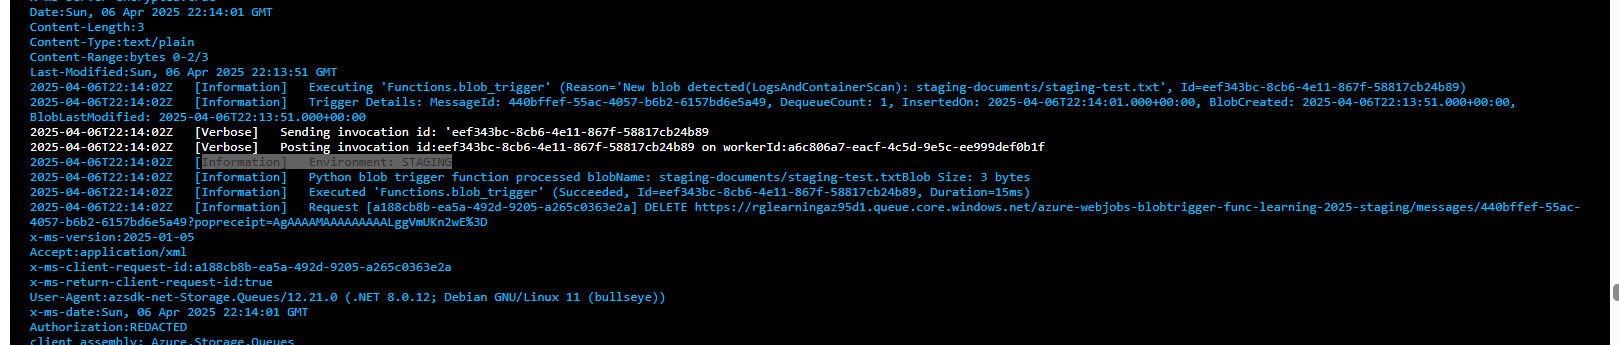 Date:Sun, 06 Apr 2025 22:14:01 GMT
Content-Length:3
Content-Type:text/plain
Content-Range:bytes 0-2/3
Last-Modified:Sun, 06 Apr 2025 22:13:51 GMT
2025-04-06T22:14:02Z [Information] Executing 'Functions.blob_trigger' (Reason='New blob detected(LogsAndContainerScan): staging-documents/staging-test.txt', Id=eef343bc-8cb6-4e11-867f-58817cb24b89)
2025-04-06T22:14:02Z [Information] Trigger Details: MessageId: 440bffef-55ac-4057-b6b2-6157bd6e5a49, DequeueCount: 1, InsertedOn: 2025-04-06T22:14:01.000+00:00, BlobCreated: 2025-04-06T22:13:51.000+00:00,
BlobLastModified: 2025-04-06T22:13:51.000+00:00
2025-04-06T22:14:02Z [Verbose] Sending invocation id: 'eef343bc-8cb6-4e11-867f-58817cb24b89
2025-04-06T22:14:02Z [Verbose] Posting invocation id:eef343bc-8cb6-4e11-867f-58817cb24b89 on workerId:a6c806a7-eacf-4c5d-9e5c-ee999def0b1f
2025-04-06T22:14:02Z [Information] Environment: STAGING
2025-04-06T22:14:02Z [Information] Python blob trigger function processed blobName: staging-documents/staging-test.txtBlob Size: 3 bytes
2025-04-06T22:14:02Z [Information] Executed 'Functions.blob_trigger' (Succeeded, Id=eef343bc-8cb6-4e11-867f-58817cb24b89, Duration=15ms)
2025-04-06T22:14:02Z [Information] Request [a188cb8b-ea5a-492d-9205-a265c0363e2a] DELETE https://rglearningaz95d1.queue.core.windows.net/azure-webjobs-blobtrigger-func-learning-2025-staging/messages/440bffef-55ac-
4057-b6b2-6157bd6e5a49?popreceipt=AgAAAAMAAAAAAAAALggVmUKn2wE%3D
x-ms-version:2025-01-05
Accept:application/xml
x-ms-client-request-id:a188cb8b-ea5a-492d-9205-a265c0363e2a
x-ms-return-client-request-id:true
User-Agent:azsdk-net-Storage.Queues/12.21.0 (.NET 8.0.12; Debian GNU/Linux 11 (bullseye))
x-ms-date:Sun, 06 Apr 2025 22:14:01 GMT
Authorization:REDACTED
client assembly: Azure.Storage.Queues